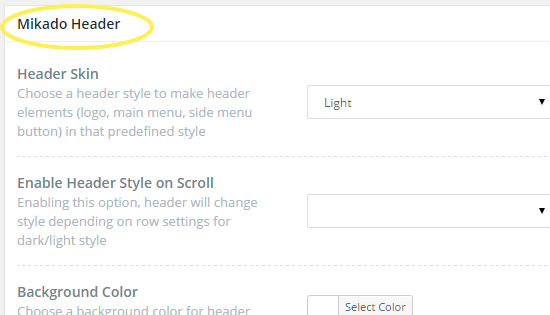 Mikado Header
Header Skin
Choose a header style to make header
elements (logo, main menu, side menu
button) in that predefined style
Light
Enable Header Style on Scroll
Enabling this option, header will change
style depending on row settings for
dark/light style
Background Color
Select Color
Choose a background color for header